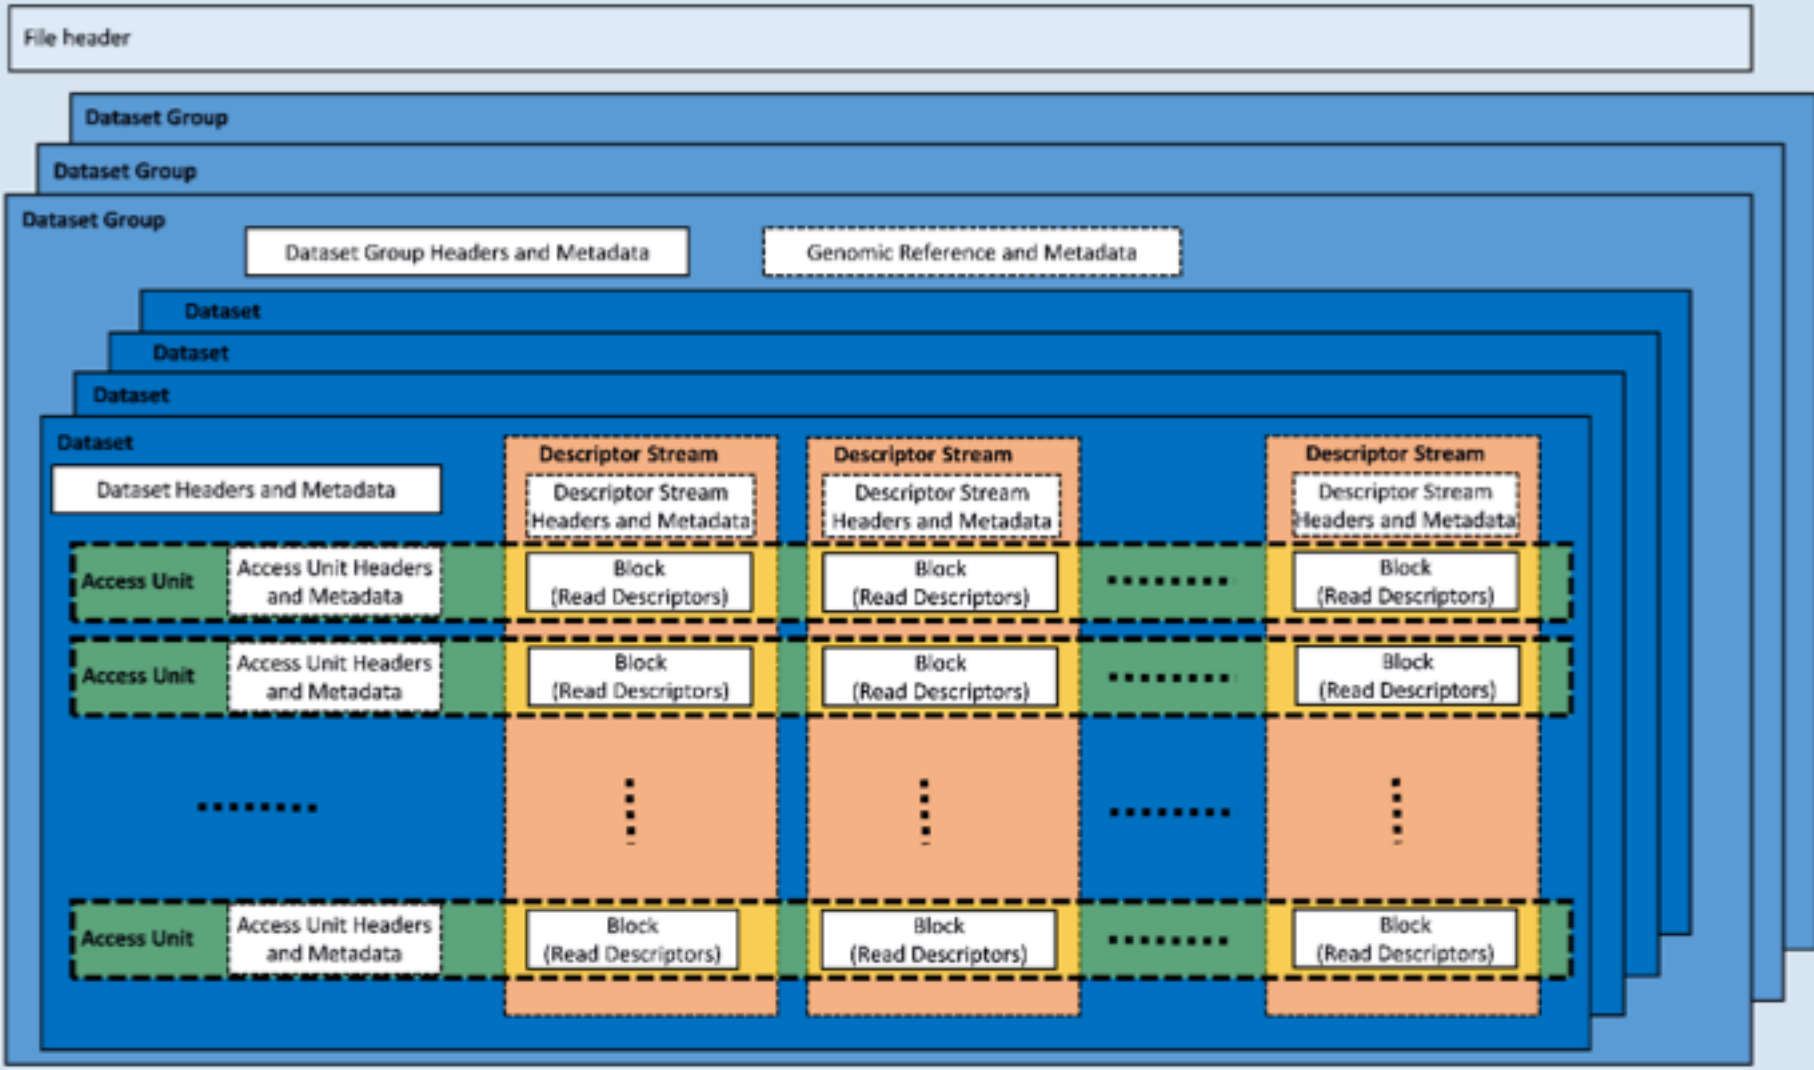 File header
Dataset Group
Dataset Group
Dataset Group
Dataset Group Headers and Metadata
Genomic Reference and Metadata
Dataset
Dataset
Dataset
Dataset
Dataset Headers and Metadata
Descriptor Stream
Descriptor Stream
Headers and Metadata
Descriptor Stream
Descriptor Stream
Headers and Metadata
Descriptor Stream
Descriptor Stream
Headers and Metadata
Access Unit
Access Unit Headers
and Metadata
Block
(Read Descriptors)
Block
(Read Descriptors)
Block
(Read Descriptors)
Access Unit
Access Unit Headers
and Metadata
Block
(Read Descriptors)
Block
(Read Descriptors)
Block
(Read Descriptors)
Access Unit
Access Unit Headers
and Metadata
Block
(Read Descriptors)
Block
(Read Descriptors)
Block
(Read Descriptors)